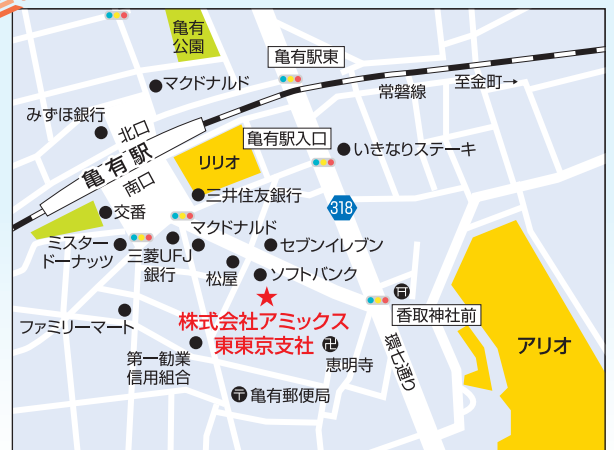 亀有
公園
亀有駅東
マクドナルド
常磐線
至金町→
みずほ銀行
北口
亀有駅入口
いきなりステーキ
亀有駅
リリオ
南口
三井住友銀行
318
交番
マクドナルド
ミスター
ドーナッツ
三菱UFJ
銀行
セブンイレブン
松屋
ソフトバンク
香取神社前
ファミリーマート
株式会社アミックス
東東京支社
アリオ
第一勧業
信用組合
卍
恵明寺
環七通り
〒
亀有郵便局